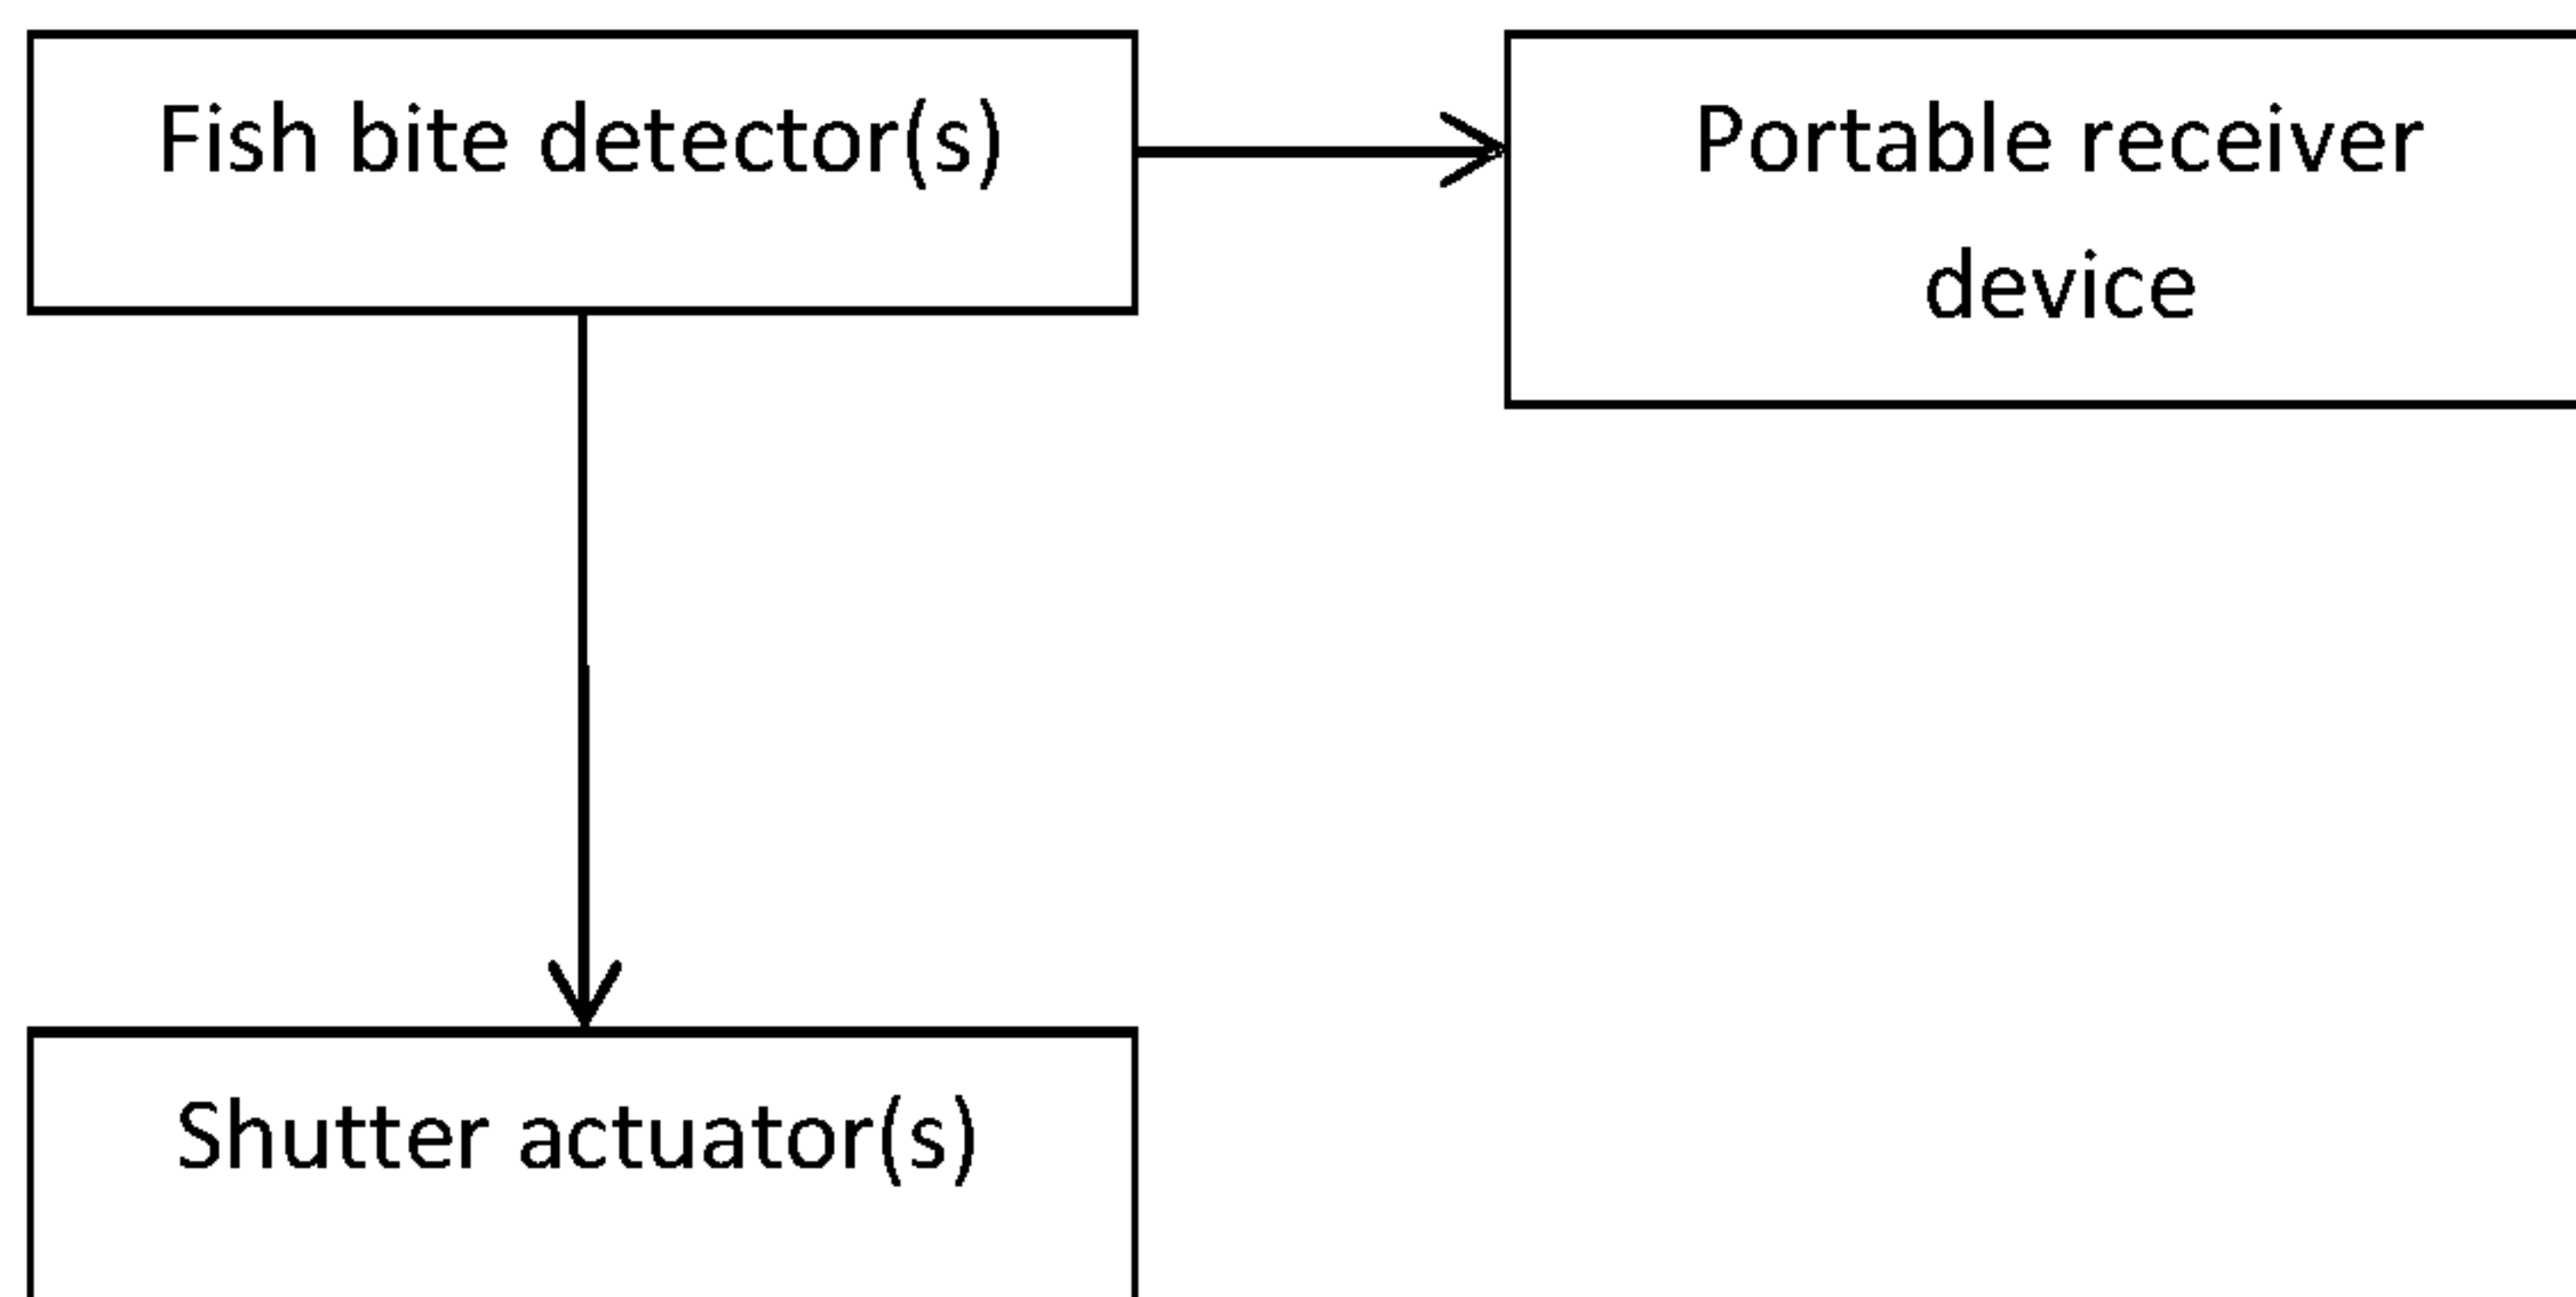 Fish bite detector(s)
Portable receiver
device
Shutter actuator(s)